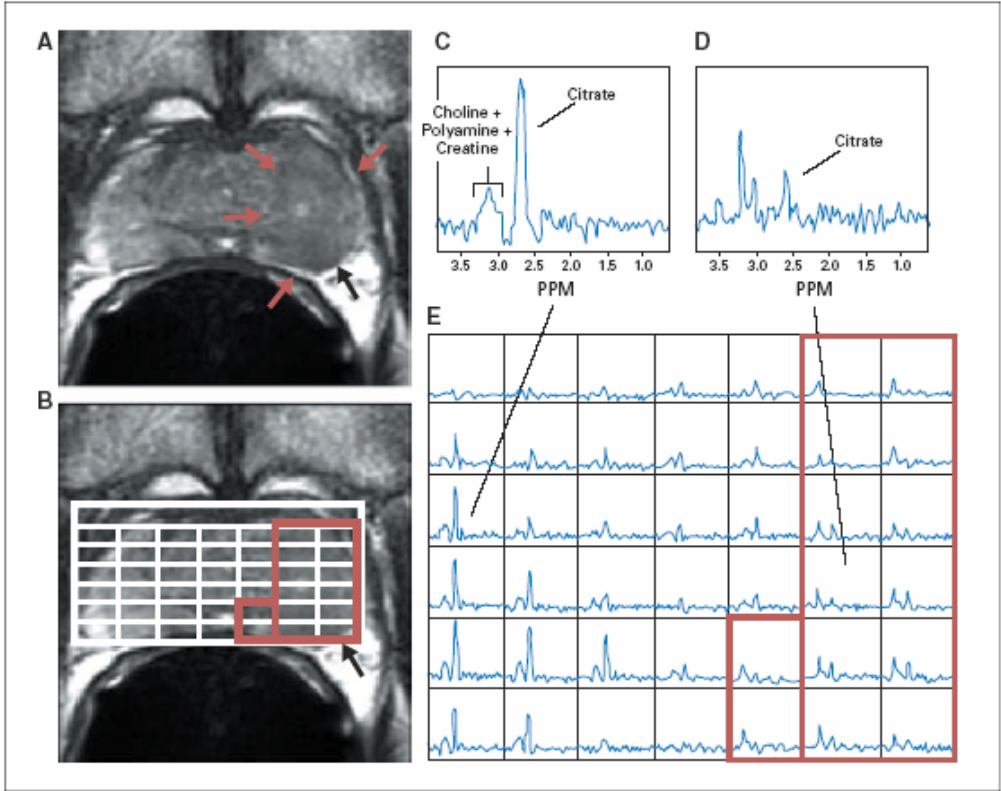 A
C
D
Citrate
Choline +
Polyamine +
Creatine
Citrate
3.5 3.0 2.5 2.0 1.5 1.0
PPM
3.5 3.0 2.5 2.0 1.5 1.0
PPM
E
B